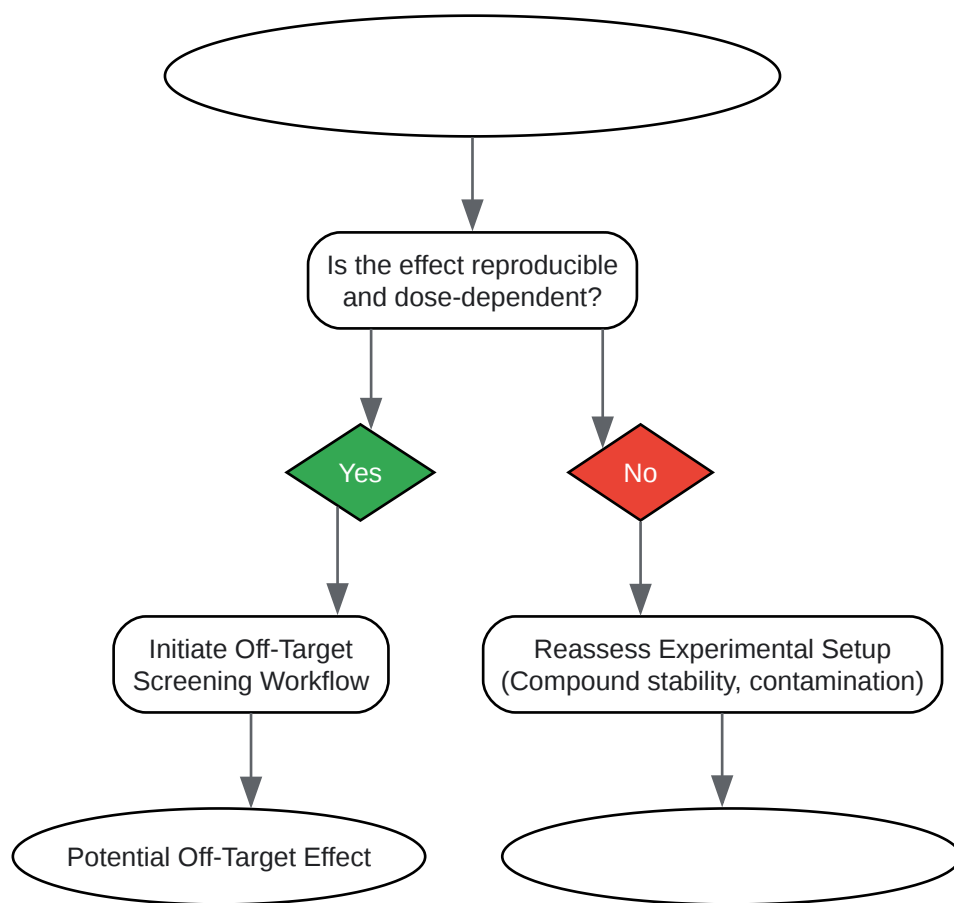 Is the effect reproducible
and dose-dependent?
Yes
No
Initiate Off-Target
Screening Workflow
Reassess Experimental Setup
(Compound stability, contamination)
Potential Off-Target Effect